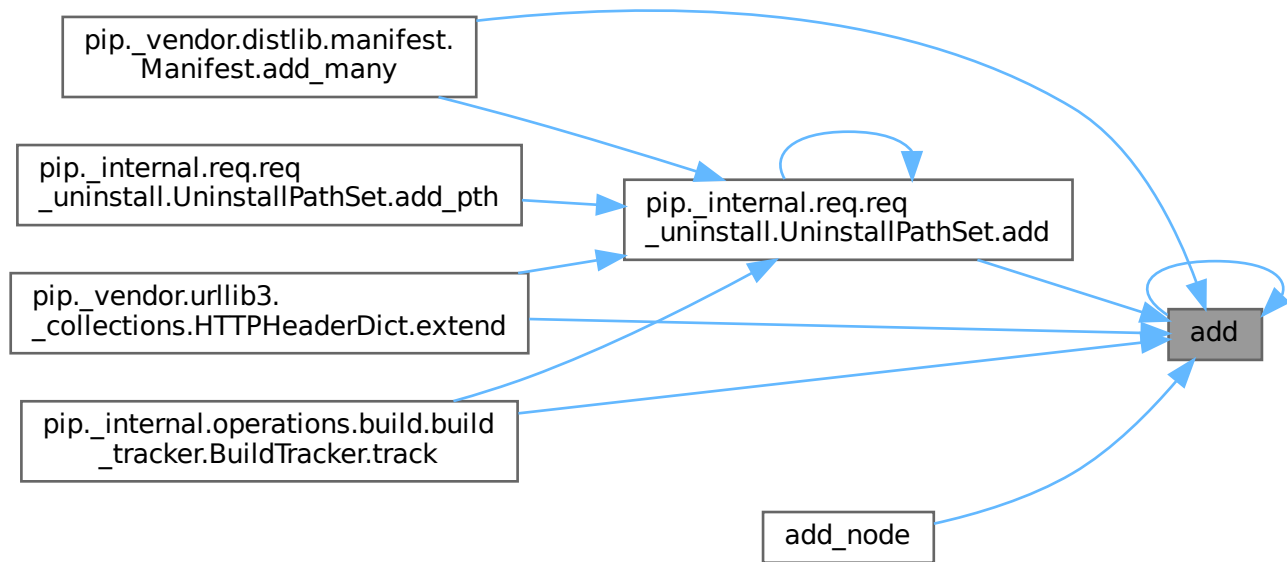 pip._vendor.distlib.manifest.
Manifest.add_many
pip._internal.req.req
_uninstall.UninstallPathSet.add_pth
pip._internal.req.req
_uninstall.UninstallPathSet.add
pip._vendor.urllib3.
_collections.HTTPHeaderDict.extend
add
pip._internal.operations.build.build
_tracker.BuildTracker.track
add_node